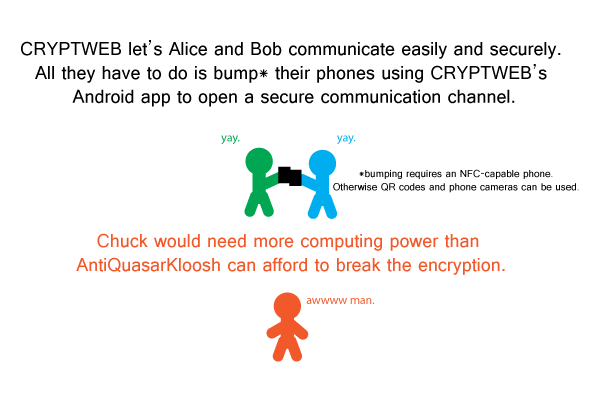 CRYPTWEB let's Alice and Bob communicate easily and securely.
All they have to do is bump* their phones using CRYPTWEB's
Android app to open a secure communication channel.
yay.
yay.
*bumping requires an NFC-capable phone.
Otherwise QR codes and phone cameras can be used.
Chuck would need more computing power than
AntiQuasarKloosh can afford to break the encryption.
awwww man.